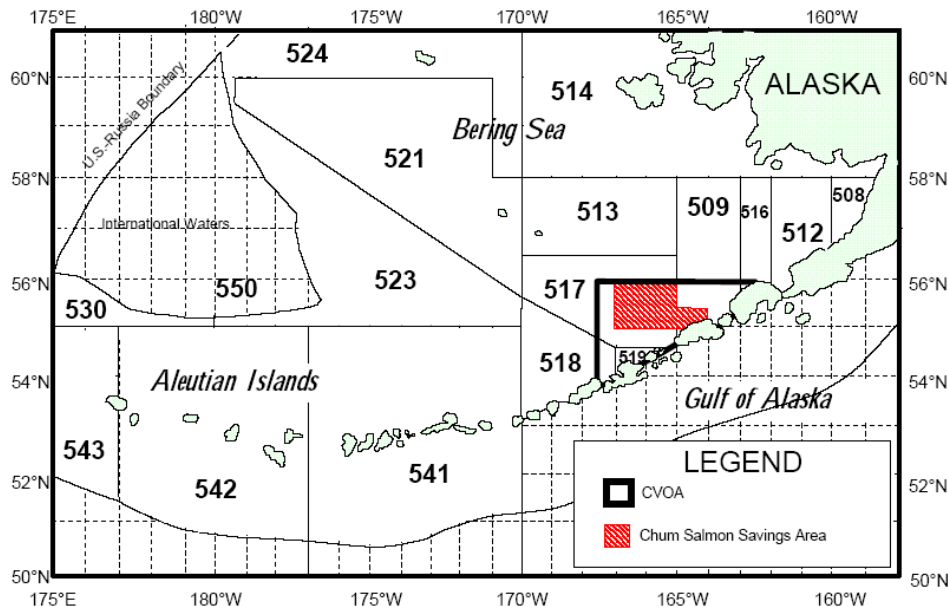 175°E 180°W 175°W 170°W 165°W 160°W
60°N 524 514 ALASKA 60°N
U.S.-Russia Boundary
Bering Sea
521
58°N 58°N
513 509 516 508
International Waters 512
56°N 550 523 517 56°N
530
519
54°N Aleutian Islands 518 54°N
Gulf of Alaska
543 542 541
LEGEND
52°N CVOA 52°N
Chum Salmon Savings Area
50°N 50°N
175°E 180°W 175°W 170°W 165°W 160°W